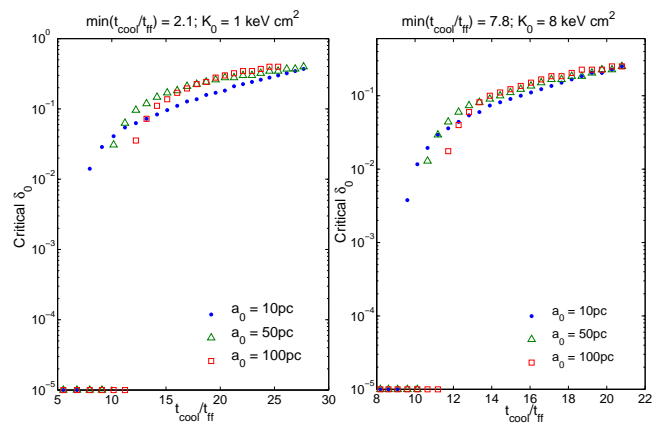 min(t_cool/t_ff) = 2.1; K_0 = 1 keV cm^2
10^0
10^-1
10^-2
10^-3
10^-4
10^-5
Critical δ_0
a_0 = 10pc
a_0 = 50pc
a_0 = 100pc
5 10 15 20 25 30
t_cool/t_ff
min(t_cool/t_ff) = 7.8; K_0 = 8 keV cm^2
10^0
10^-1
10^-2
10^-3
10^-4
10^-5
Critical δ_0
a_0 = 10pc
a_0 = 50pc
a_0 = 100pc
8 10 12 14 16 18 20 22
t_cool/t_ff